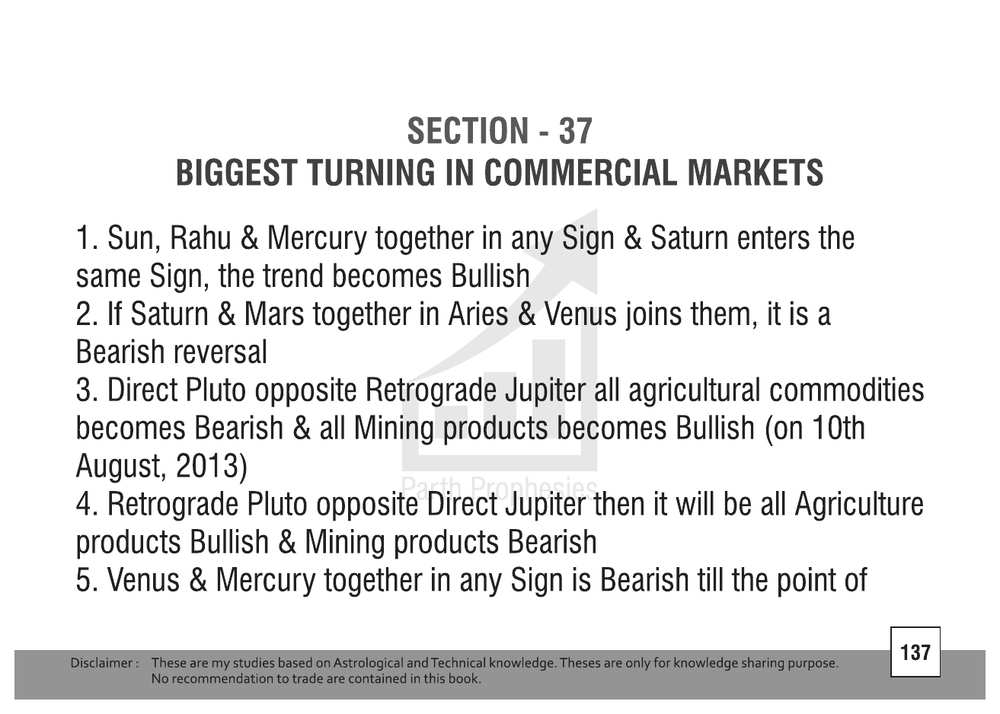 SECTION - 37
BIGGEST TURNING IN COMMERCIAL MARKETS
1. Sun, Rahu & Mercury together in any Sign & Saturn enters the
same Sign, the trend becomes Bullish
2. If Saturn & Mars together in Aries & Venus joins them, it is a
Bearish reversal
3. Direct Pluto opposite Retrograde Jupiter all agricultural commodities
becomes Bearish & all Mining products becomes Bullish (on 10th
August, 2013)
Parth Prophesies
4. Retrograde Pluto opposite Direct Jupiter then it will be all Agriculture
products Bullish & Mining products Bearish
5. Venus & Mercury together in any Sign is Bearish till the point of
Disclaimer : These are my studies based on Astrological and Technical knowledge. Theses are only for knowledge sharing purpose.
No recommendation to trade are contained in this book.
137